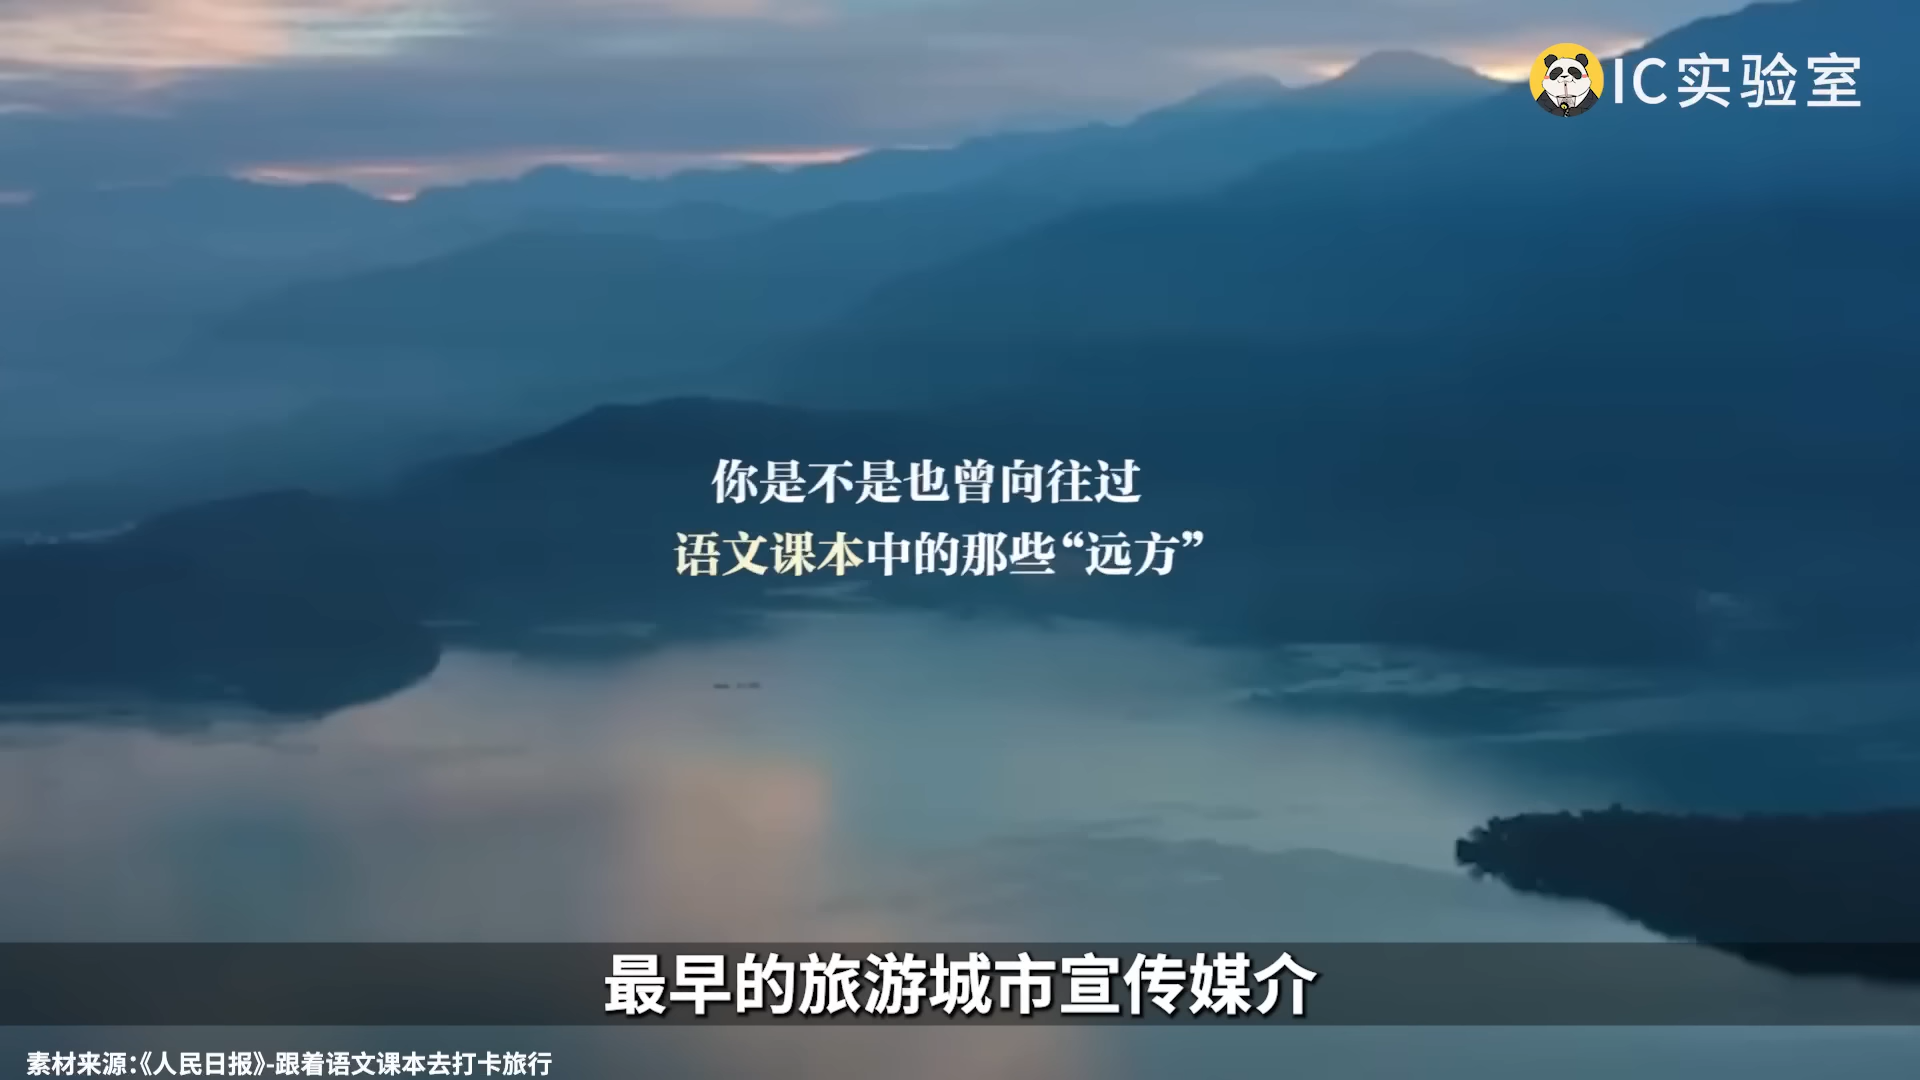 IC实验室
你是不是也曾向往过
语文课本中的那些“远方”
最早的旅游城市宣传媒介
素材来源：《人民日报》-跟着语文课本去打卡旅行